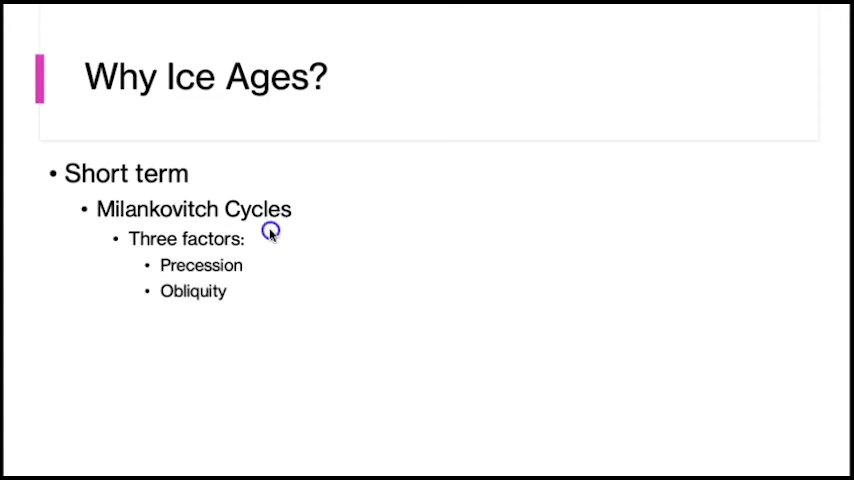 Why Ice Ages?
• Short term
• Milankovitch Cycles
• Three factors:
• Precession
• Obliquity